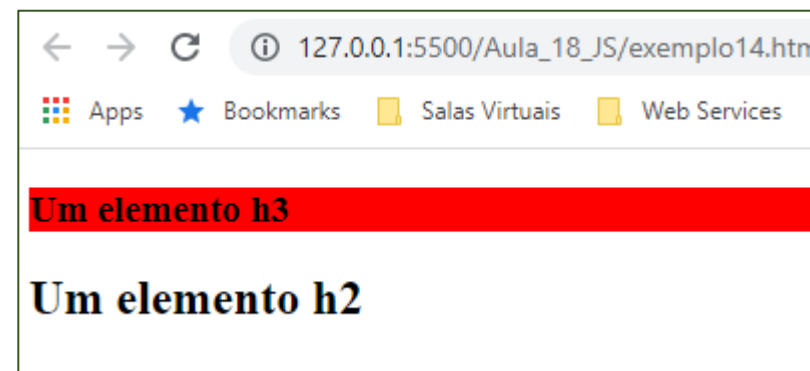 127.0.0.1:5500/Aula_18_JS/exemplo14.htm
Apps Bookmarks Salas Virtuais Web Services
Um elemento h3
Um elemento h2